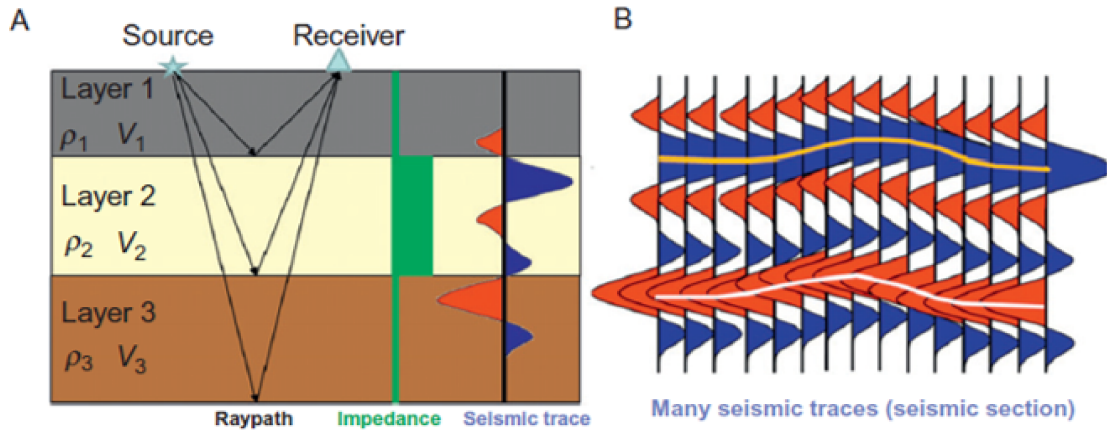 A
Source
Receiver
Layer 1
ρ₁ V₁
Layer 2
ρ₂ V₂
Layer 3
ρ₃ V₃
Raypath
Impedance
Seismic trace
B
Many seismic traces (seismic section)